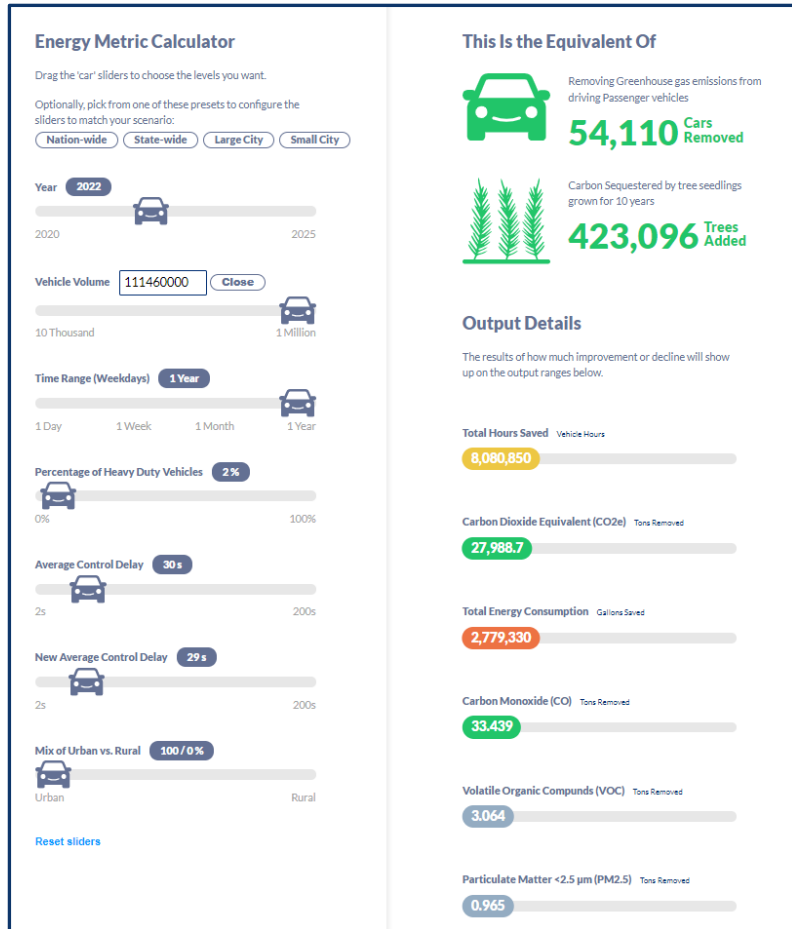 Energy Metric Calculator
Drag the 'car' sliders to choose the levels you want.
Optionally, pick from one of these presets to configure the
sliders to match your scenario:
Nation-wide State-wide Large City Small City
Year 2022
2020 2025
Vehicle Volume 111460000 Close
10 Thousand 1 Million
Time Range (Weekdays) 1 Year
1 Day 1 Week 1 Month 1 Year
Percentage of Heavy Duty Vehicles 2 %
0% 100%
Average Control Delay 30 s
2s 200s
New Average Control Delay 29 s
2s 200s
Mix of Urban vs. Rural 100 / 0 %
Urban Rural
Reset sliders
This Is the Equivalent Of
Removing Greenhouse gas emissions from
driving Passenger vehicles
54,110 Cars
Removed
Carbon Sequestered by tree seedlings
grown for 10 years
423,096 Trees
Added
Output Details
The results of how much improvement or decline will show
up on the output ranges below.
Total Hours Saved Vehicle Hours
8,080,850
Carbon Dioxide Equivalent (CO2e) Tons Removed
27,988.7
Total Energy Consumption Gallons Saved
2,779,330
Carbon Monoxide (CO) Tons Removed
33.439
Volatile Organic Compunds (VOC) Tons Removed
3.064
Particulate Matter <2.5 µm (PM2.5) Tons Removed
0.965